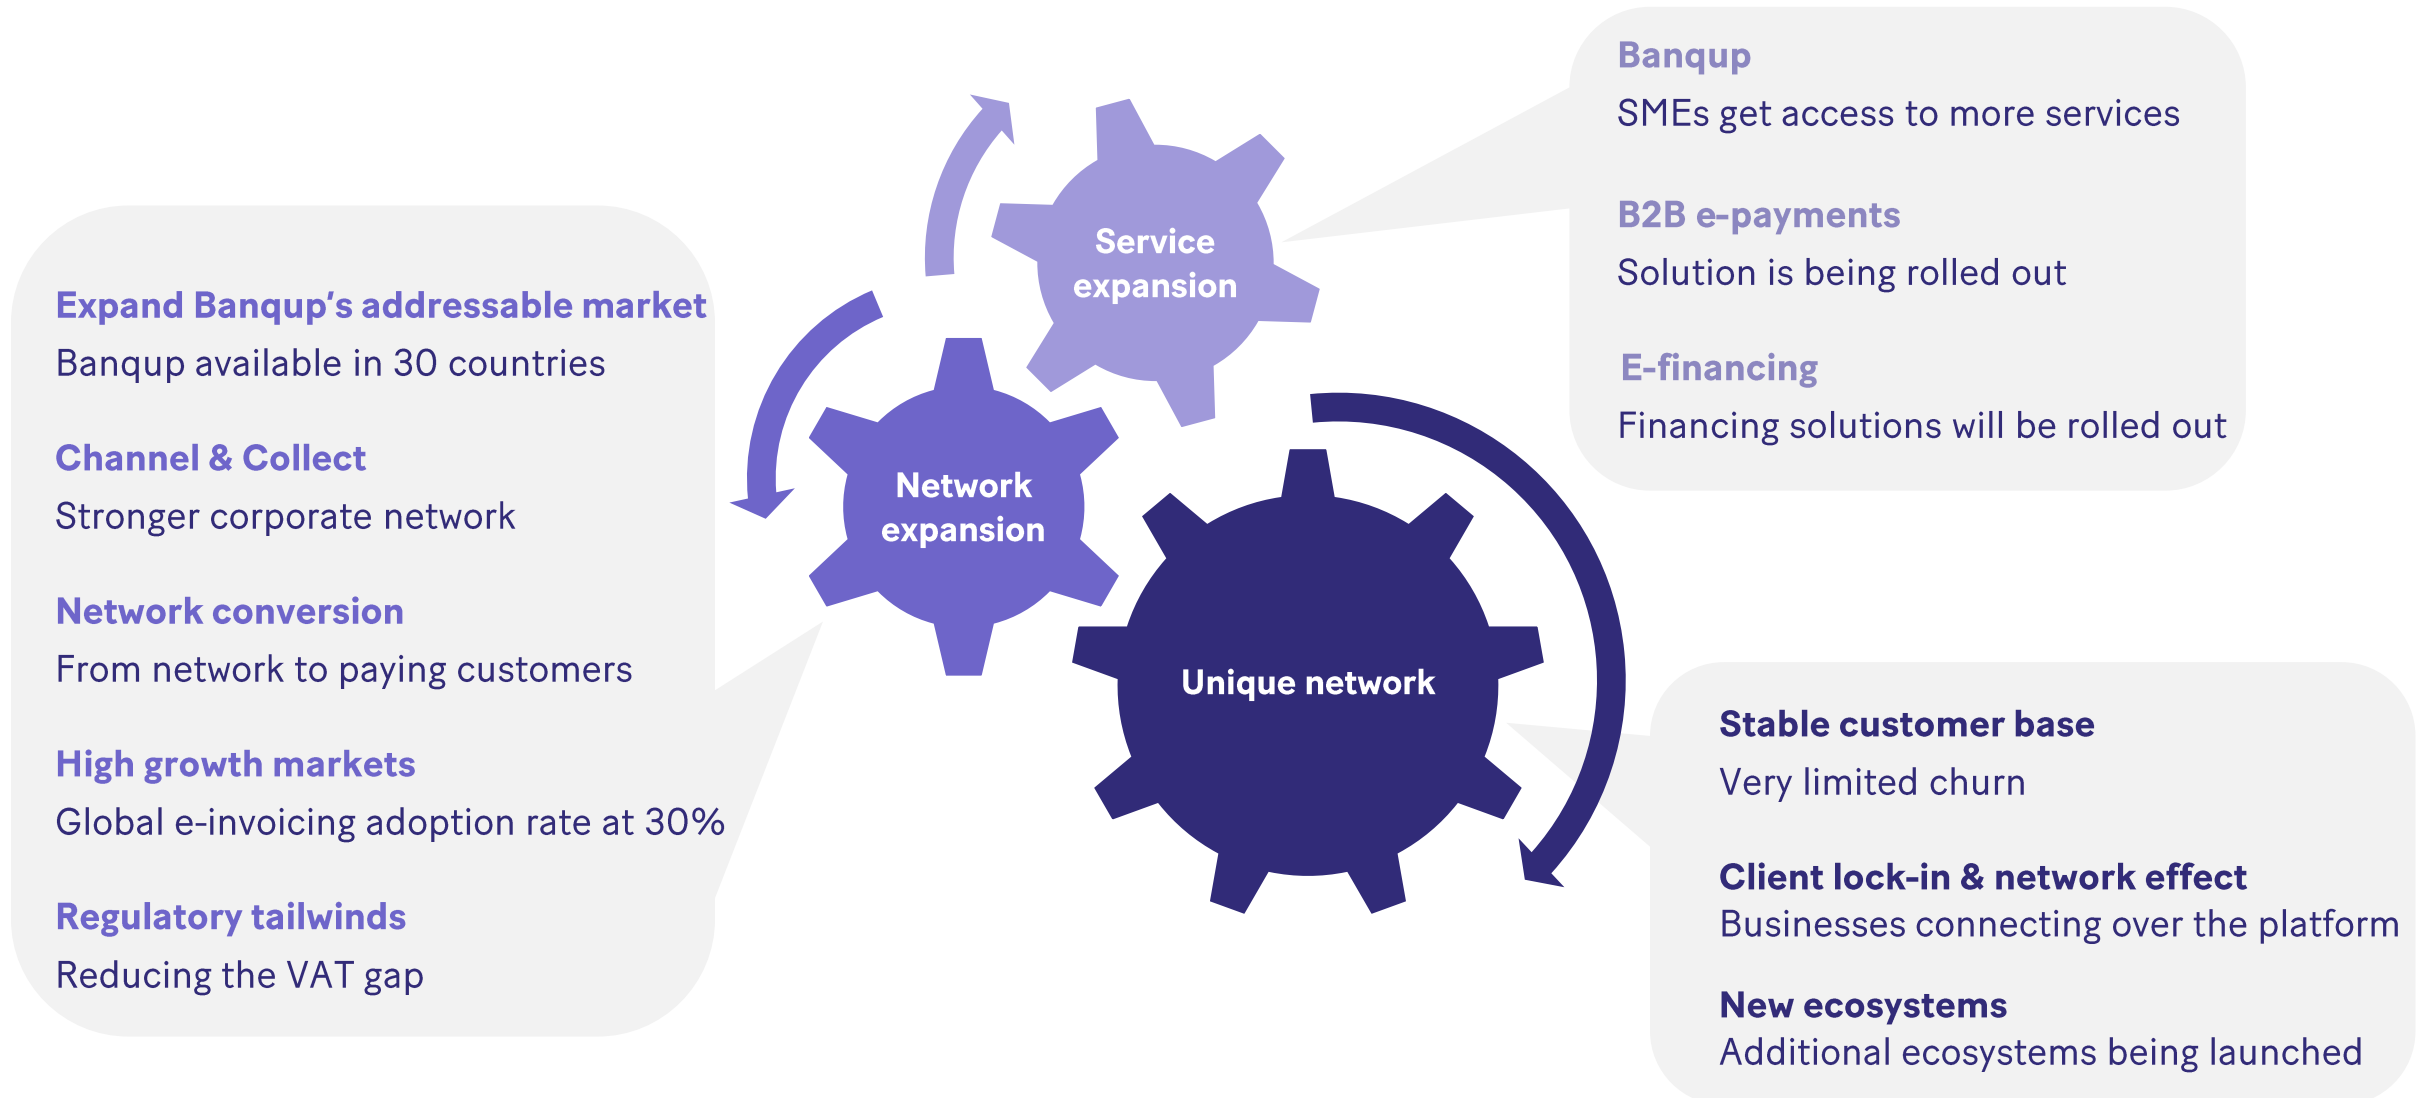 Banqup
SMEs get access to more services
B2B e-payments
Solution is being rolled out
E-financing
Financing solutions will be rolled out
Service
expansion
Expand Banqup’s addressable market
Banqup available in 30 countries
Channel & Collect
Stronger corporate network
Network conversion
From network to paying customers
High growth markets
Global e-invoicing adoption rate at 30%
Regulatory tailwinds
Reducing the VAT gap
Network
expansion
Unique network
Stable customer base
Very limited churn
Client lock-in & network effect
Businesses connecting over the platform
New ecosystems
Additional ecosystems being launched